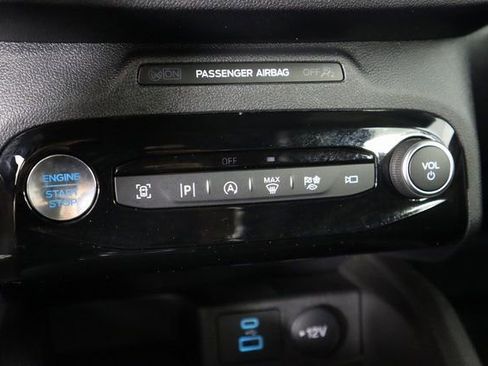 ON PASSENGER AIRBAG OFF
OFF
ENGINE
START
STOP
|P|
A
MAX
VOL
+12V